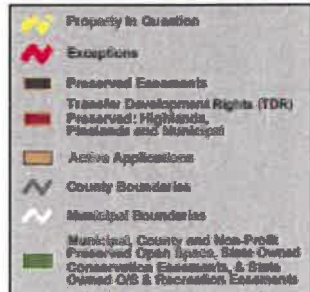 Property In Question
Exceptions
Preserved Easements
Transfer Development Rights (TDR)
Preserved: Highlands,
Pinelands and Municipal
Active Applications
County Boundaries
Municipal Boundaries
Municipal, County and Non-Profit
Preserved Open Space, State Owned
Conservation Easements, & State
Owned O/S & Recreation Easements